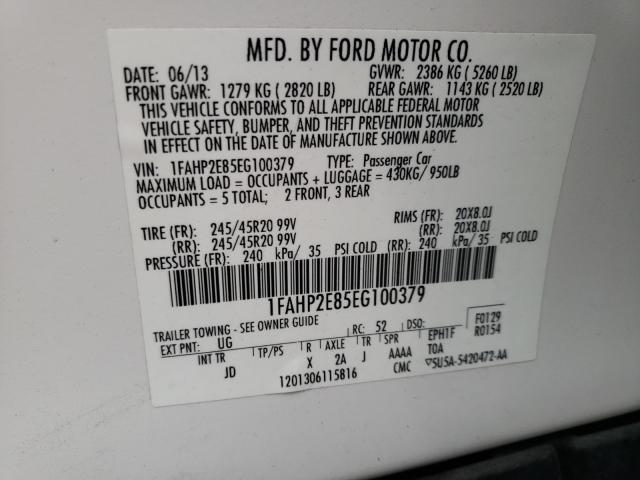 MFD. BY FORD MOTOR CO.
DATE: 06/13 GVWR: 2386 KG ( 5260 LB)
FRONT GAWR: 1279 KG ( 2820 LB) REAR GAWR: 1143 KG ( 2520 LB)
THIS VEHICLE CONFORMS TO ALL APPLICABLE FEDERAL MOTOR
VEHICLE SAFETY, BUMPER, AND THEFT PREVENTION STANDARDS
IN EFFECT ON THE DATE OF MANUFACTURE SHOWN ABOVE.
VIN: 1FAHP2E85EG100379 TYPE: Passenger Car
MAXIMUM LOAD = OCCUPANTS + LUGGAGE = 430KG/ 950LB
OCCUPANTS = 5 TOTAL; 2 FRONT, 3 REAR
TIRE (FR): 245/45R20 99V RIMS (FR): 20X8.0J
(RR): 245/45R20 99V (RR): 20X8.0J
PRESSURE (FR): 240 kPa/ 35 PSI COLD (RR): 240 kPa/ 35 PSI COLD
1FAHP2E85EG100379
TRAILER TOWING - SEE OWNER GUIDE
F0129
R0154
EXT PNT: UG RC: 52 DSO: EPH1F
INT TR TP/PS R AXLE TR SPR TOA
JD X 2A J AAAA
1201306115816 CMC ▽5U5A-5420472-AA